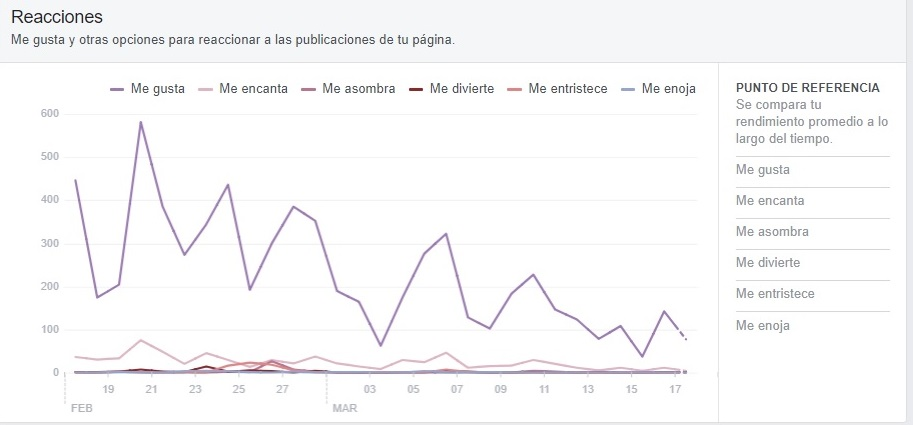 Reacciones
Me gusta y otras opciones para reaccionar a las publicaciones de tu página.
Me gusta Me encanta Me asombra Me divierte Me entristece Me enoja
600
500
400
300
200
100
0
19 21 23 25 27 03 05 07 09 11 13 15 17
FEB MAR
PUNTO DE REFERENCIA
Se compara tu
rendimiento promedio a lo
largo del tiempo.
Me gusta
Me encanta
Me asombra
Me divierte
Me entristece
Me enoja